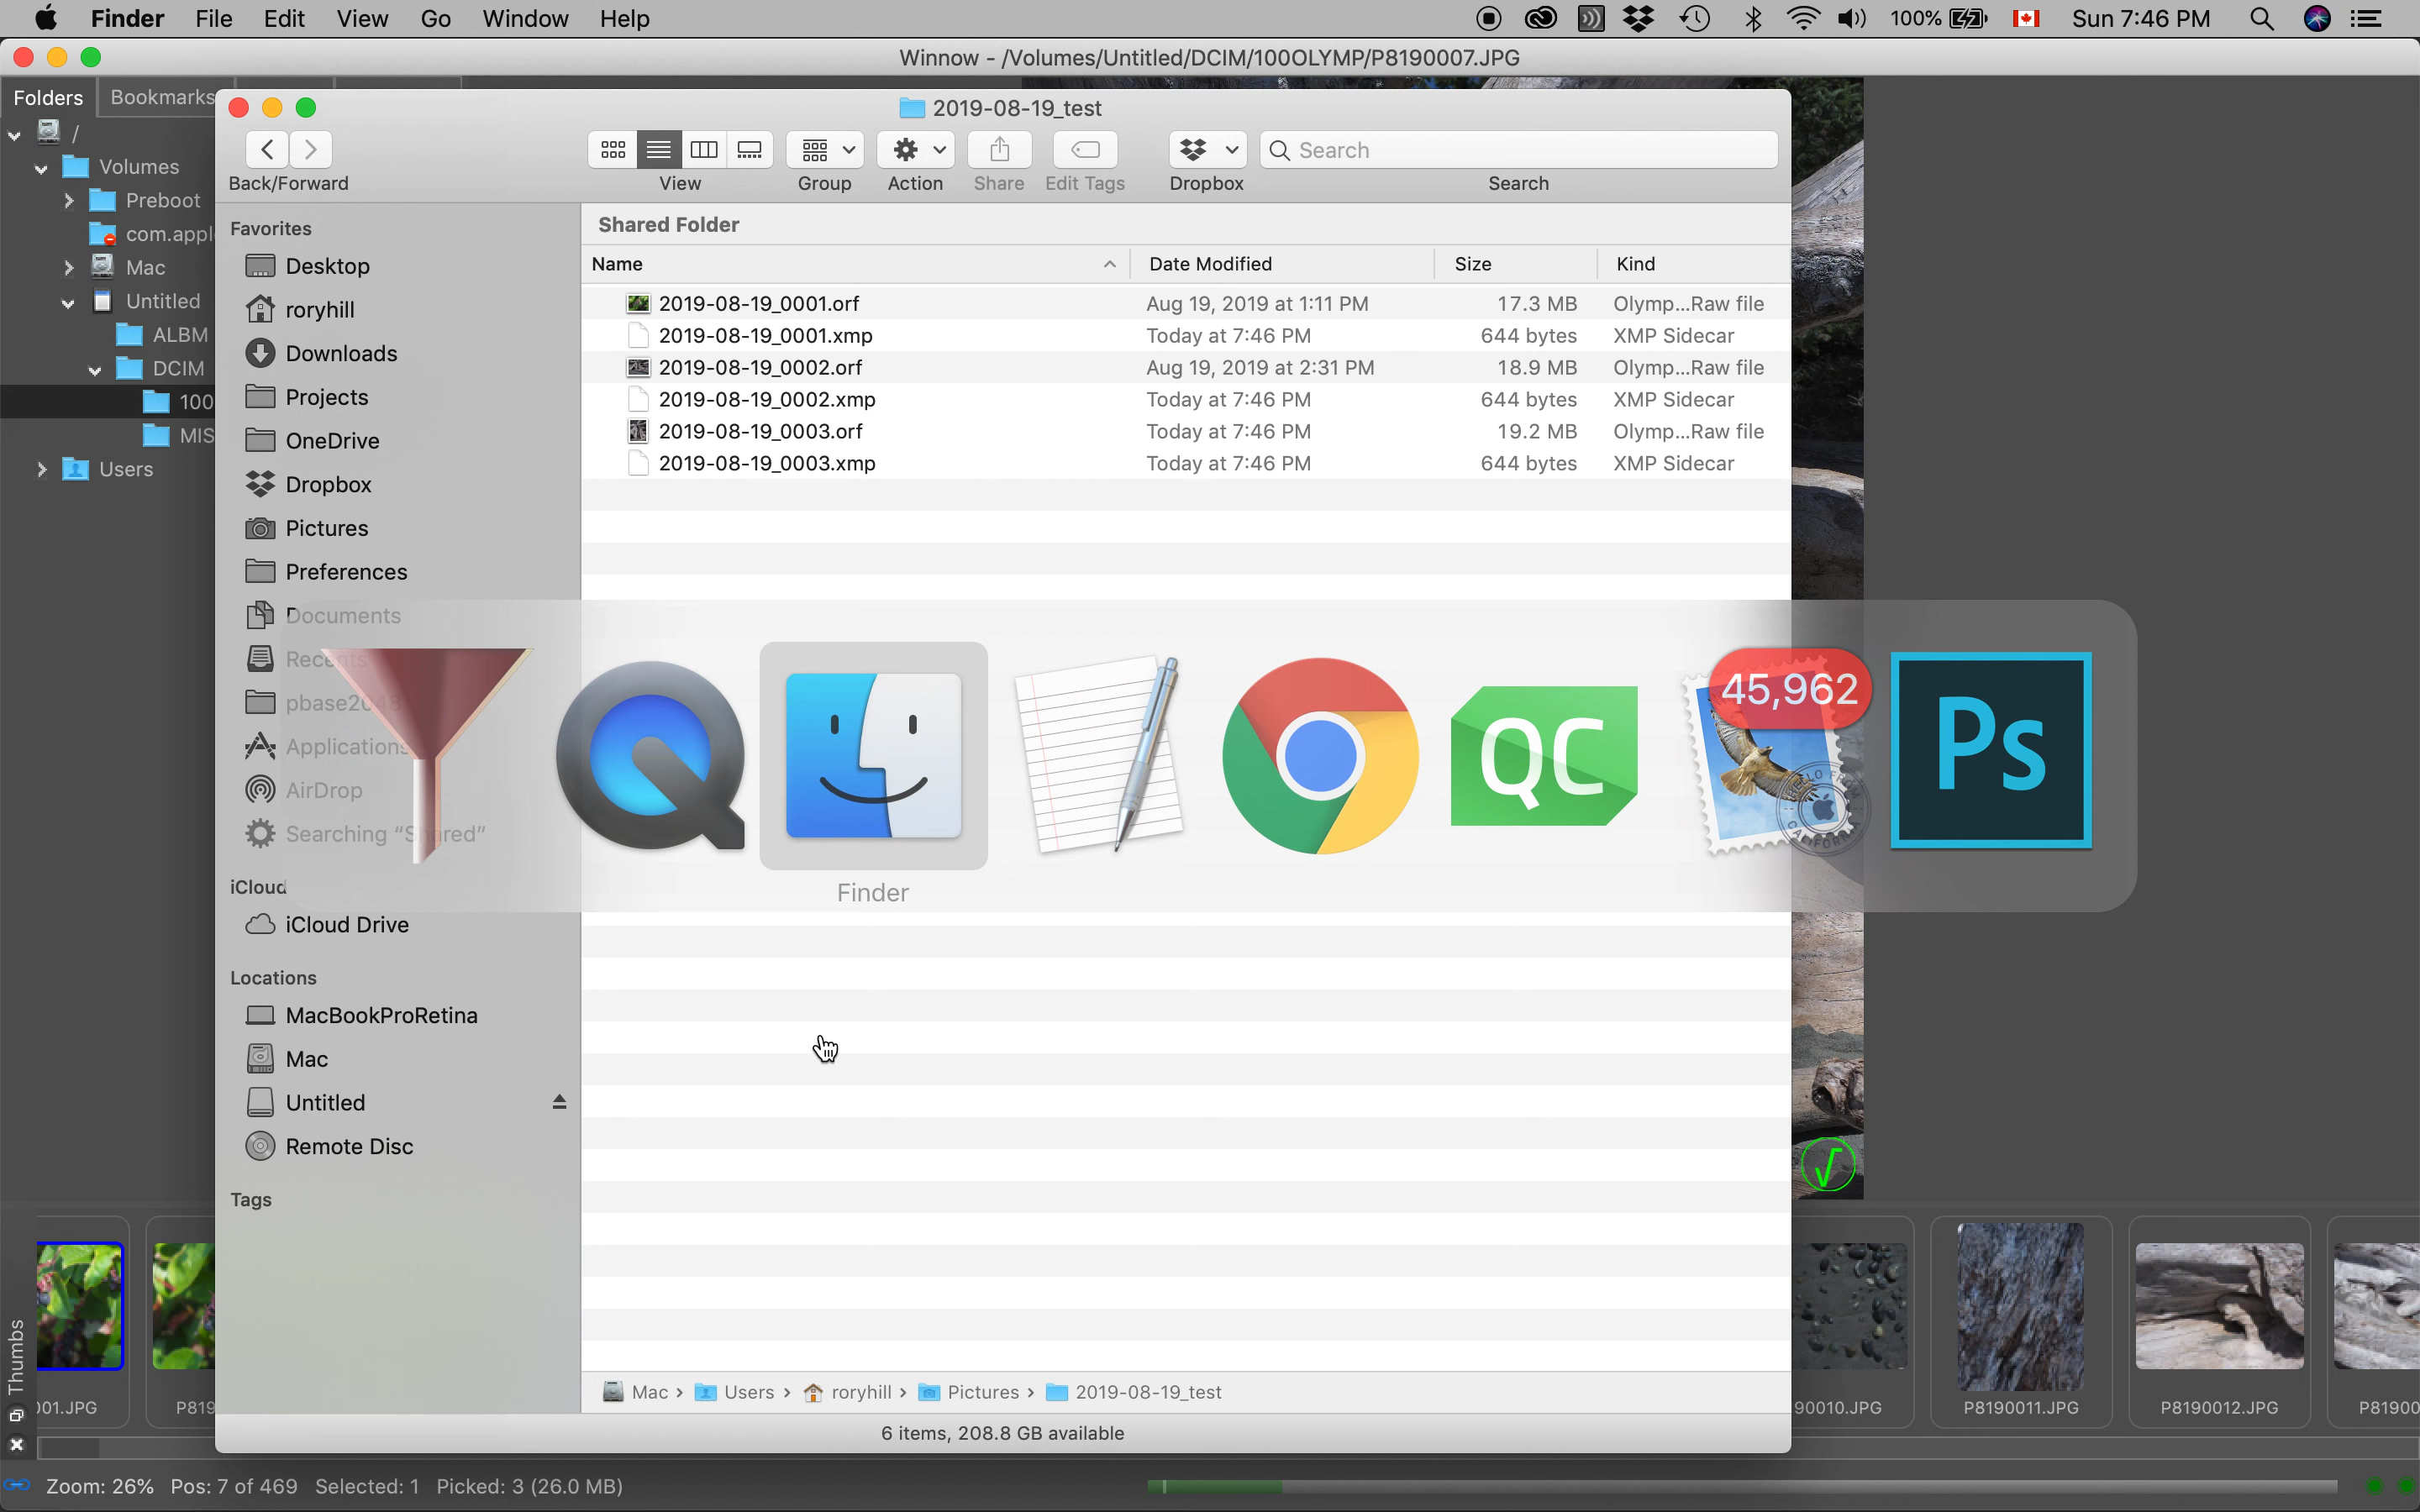 Finder File Edit View Go Window Help 100% Sun 7:46 PM
Winnow - /Volumes/Untitled/DCIM/100OLYMP/P8190007.JPG
Folders Bookmarks
/
Volumes
Preboot
com.appl
Mac
Untitled
ALBM
DCIM
100
MIS
Users
2019-08-19_test
Search
Back/Forward View Group Action Share Edit Tags Dropbox Search
Favorites
Desktop
roryhill
Downloads
Projects
OneDrive
Dropbox
Pictures
Preferences
Documents
Recents
pbase2048
Applications
AirDrop
Searching “Shared”
iCloud
iCloud Drive
Locations
MacBookProRetina
Mac
Untitled
Remote Disc
Tags
Shared Folder
Name Date Modified Size Kind
2019-08-19_0001.orf Aug 19, 2019 at 1:11 PM 17.3 MB Olymp...Raw file
2019-08-19_0001.xmp Today at 7:46 PM 644 bytes XMP Sidecar
2019-08-19_0002.orf Aug 19, 2019 at 2:31 PM 18.9 MB Olymp...Raw file
2019-08-19_0002.xmp Today at 7:46 PM 644 bytes XMP Sidecar
2019-08-19_0003.orf Today at 7:46 PM 19.2 MB Olymp...Raw file
2019-08-19_0003.xmp Today at 7:46 PM 644 bytes XMP Sidecar
QC
45,962
Ps
Finder
Mac › Users › roryhill › Pictures › 2019-08-19_test
6 items, 208.8 GB available
Thumbs
001.JPG P819 90010.JPG P8190011.JPG P8190012.JPG P81900
Zoom: 26% Pos: 7 of 469 Selected: 1 Picked: 3 (26.0 MB)